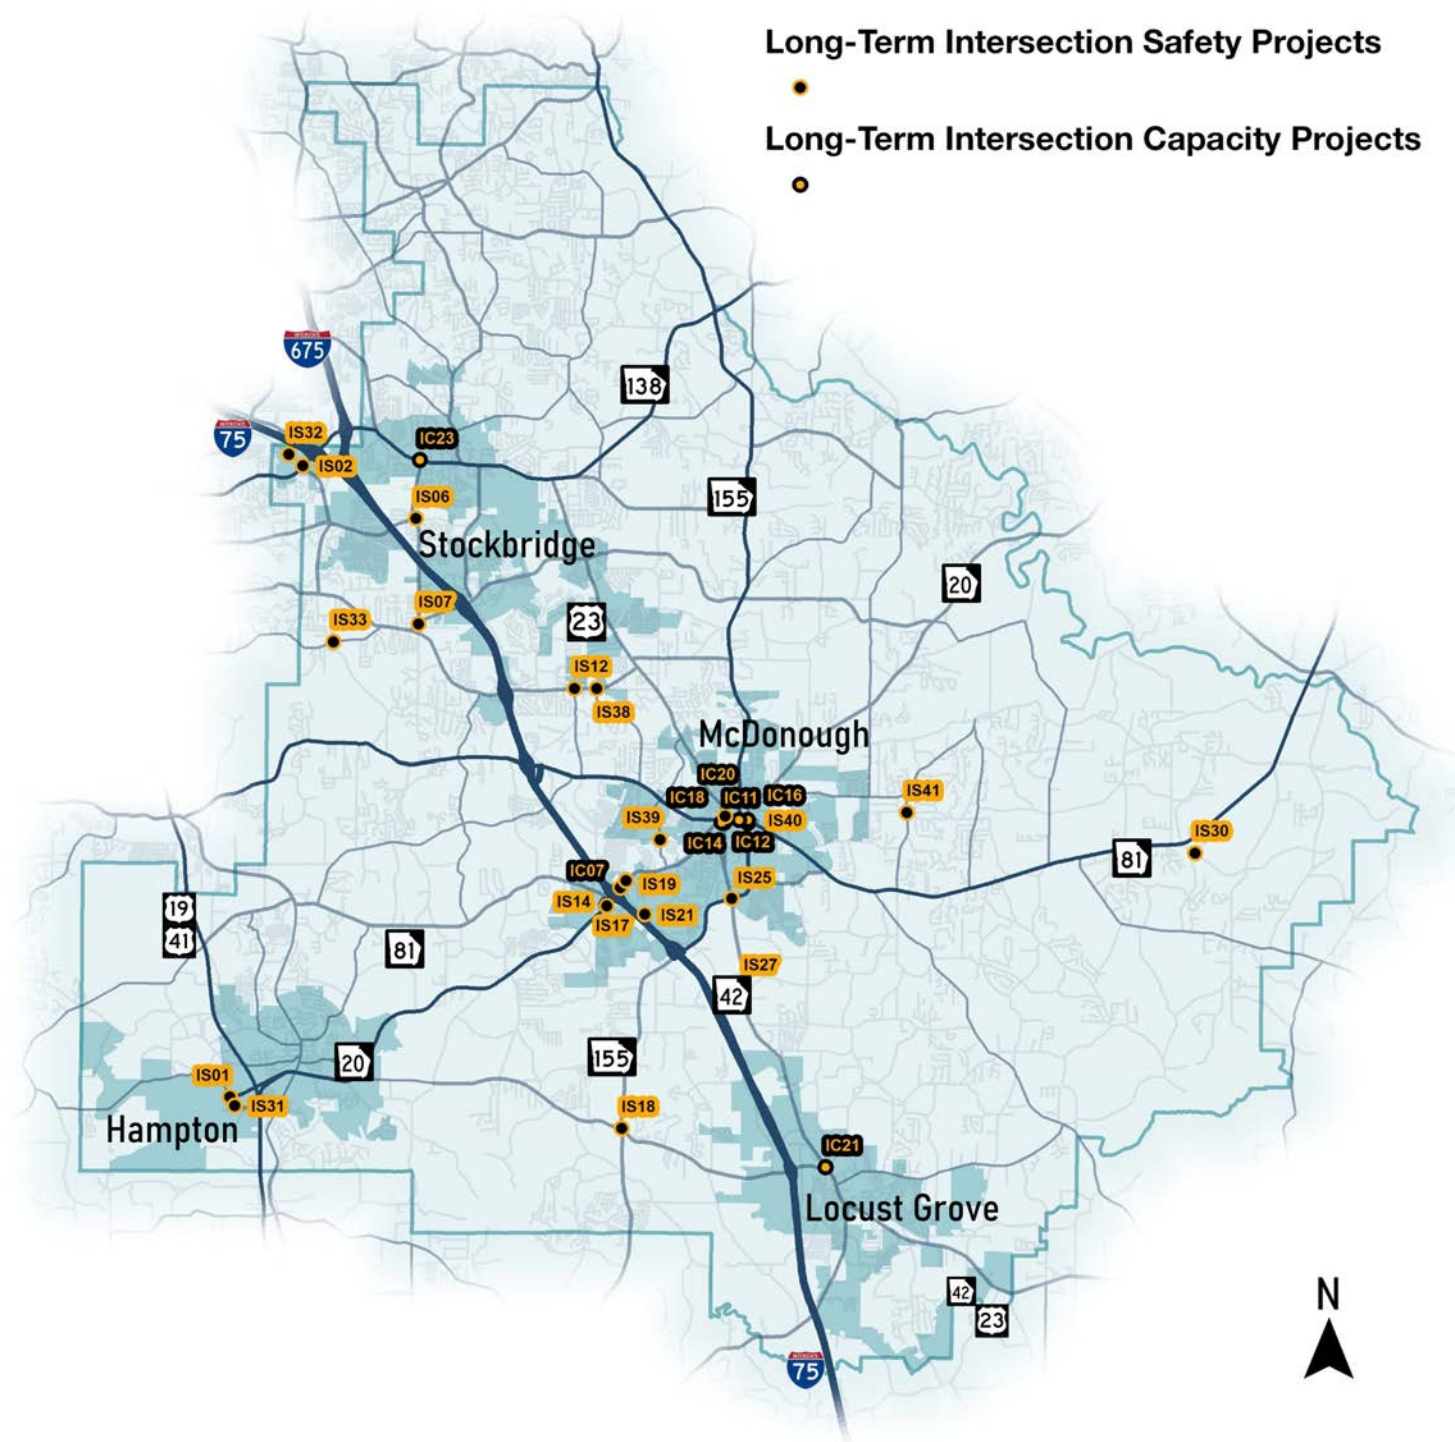 Long-Term Intersection Safety Projects
Long-Term Intersection Capacity Projects
INTERSTATE
675
138
INTERSTATE
75
IS32
IC23
IS02
IS06
155
Stockbridge
20
IS07
IS33
23
IS12
IS38
McDonough
IC20
IC18
IC11
IC16
IS41
IS39
IS40
IS30
IC14
IC12
81
IC07
IS19
IS25
19
IS14
IS21
IS17
41
81
IS27
42
155
20
IS01
IS31
IS18
Hampton
IC21
Locust Grove
42
23
N
INTERSTATE
75